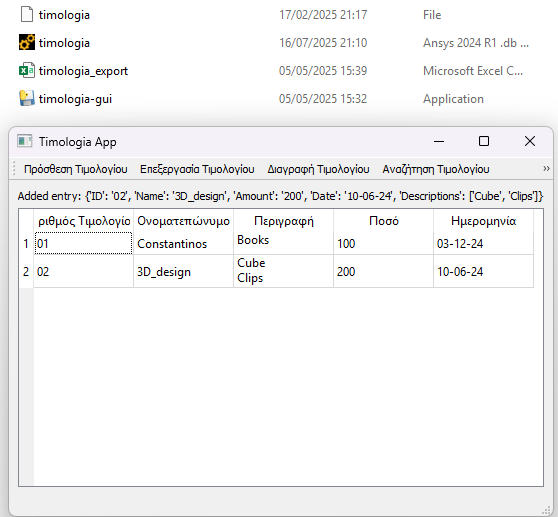 timologia 17/02/2025 21:17 File
timologia 16/07/2025 21:10 Ansys 2024 R1 .db ...
timologia_export 05/05/2025 15:39 Microsoft Excel C...
timologia-gui 05/05/2025 15:32 Application
Timologia App
Πρόσθεση Τιμολογίου Επεξεργασία Τιμολογίου Διαγραφή Τιμολογίου Αναζήτηση Τιμολογίου »
Added entry: {'ID': '02', 'Name': '3D_design', 'Amount': '200', 'Date': '10-06-24', 'Descriptions': ['Cube', 'Clips']}
ριθμός Τιμολογίο Ονοματεπώνυμο Περιγραφή Ποσό Ημερομηνία
1 01 Constantinos Books 100 03-12-24
2 02 3D_design Cube 200 10-06-24
Clips